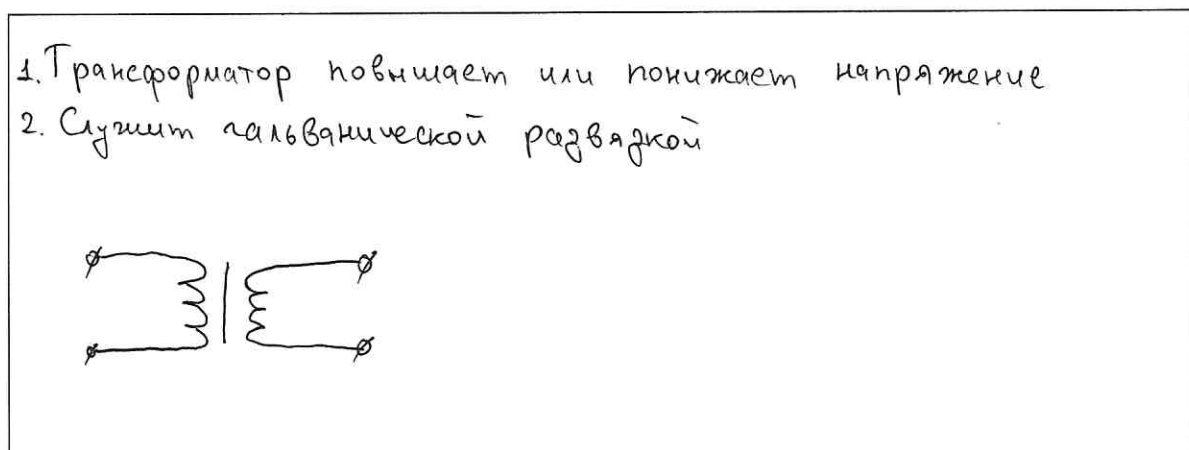 1. Трансформатор повышает или понижает напряжение
2. Служит гальванической развязкой